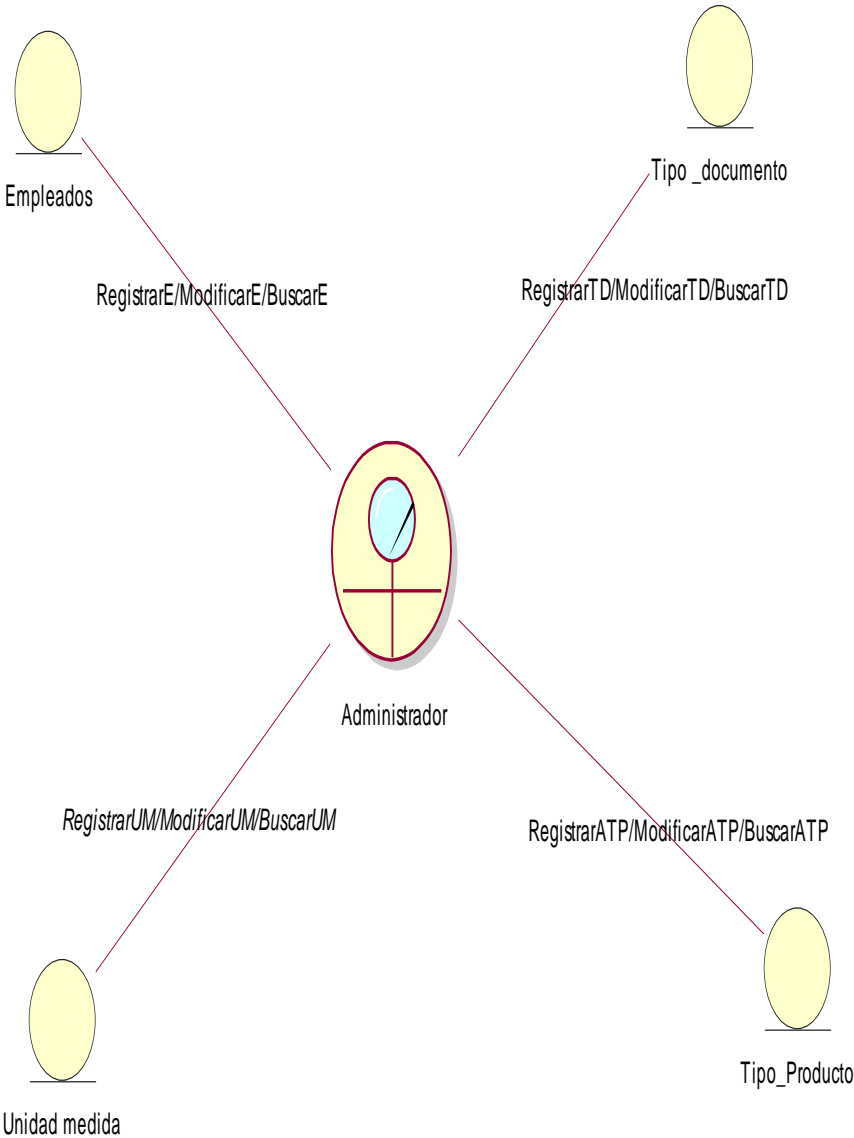 Tipo _documento
Empleados
RegistrarTD/ModificarTD/BuscarTD
RegistrarE/ModificarE/BuscarE
Administrador
RegistrarUM/ModificarUM/BuscarUM
RegistrarATP/ModificarATP/BuscarATP
Tipo_Producto
Unidad medida